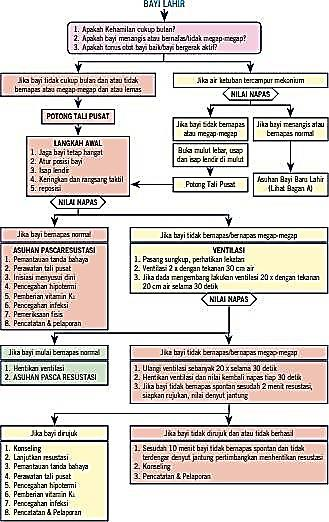 BAYI LAHIR
1. Apakah Kehamilan cukup bulan?
2. Apakah bayi menangis atau bernafas/tidak megap-megap?
3. Apakah tonus otot bayi baik/bayi bergerak aktif?
Jika bayi tidak cukup bulan dan atau tidak
bernapas atau megap-megap dan atau lemas
POTONG TALI PUSAT
LANGKAH AWAL
1. Jaga bayi tetap hangat
2. Atur posisi bayi
3. Isap lendir
4. Keringkan dan rangsang taktil
5. reposisi
NILAI NAPAS
Jika air ketuban tercampur mekonium
NILAI NAPAS
Jika bayi tidak bernapas
atau megap-megap
Buka mulut lebar, usap
dan isap lendir di mulut
Potong Tali Pusat
Jika bayi menangis atau
bernapas normal
Asuhan Bayi Baru Lahir
(Lihat Bagan A)
Jika bayi bernapas normal
ASUHAN PASCARESUSTASI
1. Pemantauan tanda bahaya
2. Perawatan tali pusat
3. Inisiasi menyusui dini
4. Pencegahan hipotermi
5. Pemberian vitamin K₁
6. Pencegahan infeksi
7. Pemeriksaan fisis
8. Pencatatan & pelaporan
Jika bayi tidak bernapas/bernapas megap-megap
VENTILASI
1. Pasang sungkup, perhatikan lekatan
2. Ventilasi 2 x dengan tekanan 30 cm air
3. Jika dada mengembang lakukan ventilasi 20 x dengan tekanan
20 cm air selama 30 detik
NILAI NAPAS
Jika bayi mulai bernapas normal
1. Hentikan ventilasi
2. ASUHAN PASCA RESUSTASI
Jika bayi tidak bernapas/bernapas megap-megap
1. Ulangi ventilasi sebanyak 20 x selama 30 detik
2. Hentikan ventilasi dan nilai kembali napas tiap 30 detik
3. Jika bayi tidak bernapas spontan sesudah 2 menit resustasi,
siapkan rujukan, nilai denyut jantung
Jika bayi dirujuk
1. Konseling
2. Lanjutkan resustasi
3. Pemantauan tanda bahaya
4. Perawatan tali pusat
5. Pencegahan hipotermi
6. Pemberian vitamin K₁
7. Pencegahan infeksi
8. Pencatatan & Pelaporan
Jika bayi tidak dirujuk dan atau tidak berhasil
1. Sesudah 10 menit bayi tidak bernapas spontan dan tidak
terdengar denyut jantung pertimbangkan menhentikan resustasi
2. Konseling
3. Pencatatan & Pelaporan